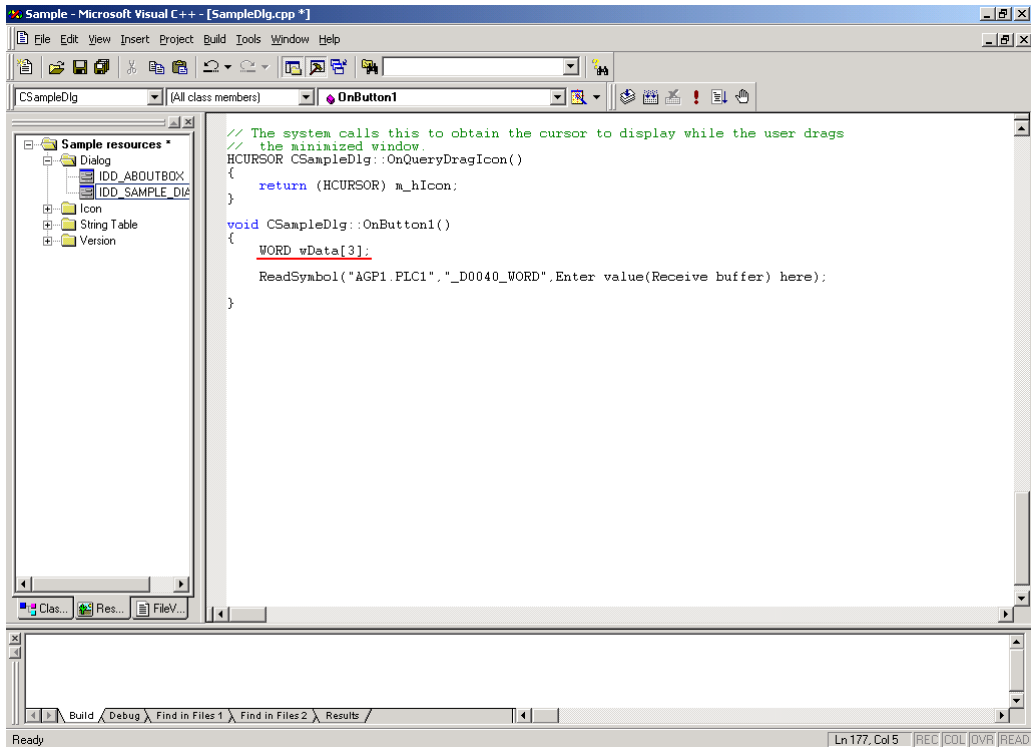 Sample - Microsoft Visual C++ - [SampleDlg.cpp *]
File Edit View Insert Project Build Tools Window Help
CSampleDlg (All class members) OnButton1
Sample resources *
Dialog
IDD_ABOUTBOX
IDD_SAMPLE_DIA
Icon
String Table
Version
// The system calls this to obtain the cursor to display while the user drags
//  the minimized window.
HCURSOR CSampleDlg::OnQueryDragIcon()
{
return (HCURSOR) m_hIcon;
}
void CSampleDlg::OnButton1()
{
WORD wData[3];
ReadSymbol("AGP1.PLC1","_D0040_WORD",Enter value(Receive buffer) here);
}
Clas... Res... FileV...
Build Debug Find in Files 1 Find in Files 2 Results
Ready Ln 177, Col 5 REC COL OVR READ